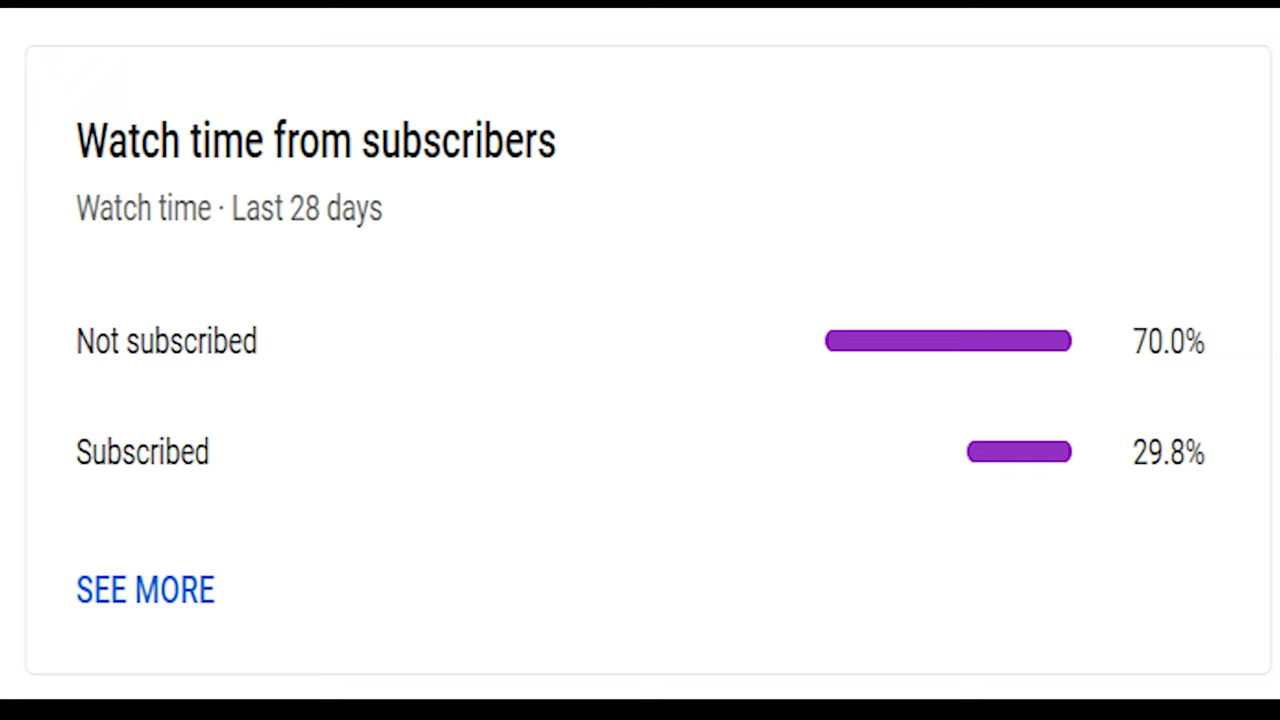 Watch time from subscribers
Watch time · Last 28 days
Not subscribed 70.0%
Subscribed 29.8%
SEE MORE